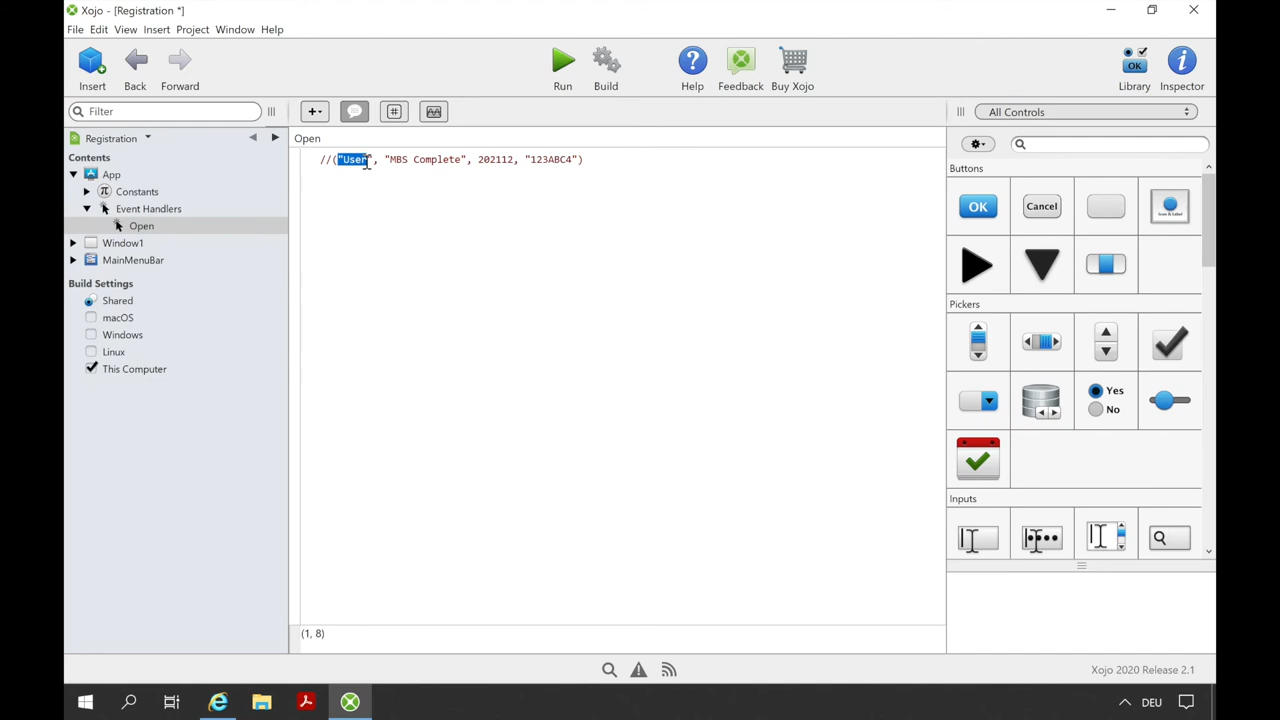 Xojo - [Registration *]
File Edit View Insert Project Window Help
Insert Back Forward Run Build Help Feedback Buy Xojo Library Inspector
OK
Filter
All Controls
Registration
Open
Contents
//("User", "MBS Complete", 202112, "123ABC4")
Buttons
App
Constants
Event Handlers
Open
Window1
MainMenuBar
OK Cancel Icon & Label
Build Settings
Shared
macOS
Windows
Linux
This Computer
Pickers
Yes
No
Inputs
(1, 8)
Xojo 2020 Release 2.1
DEU